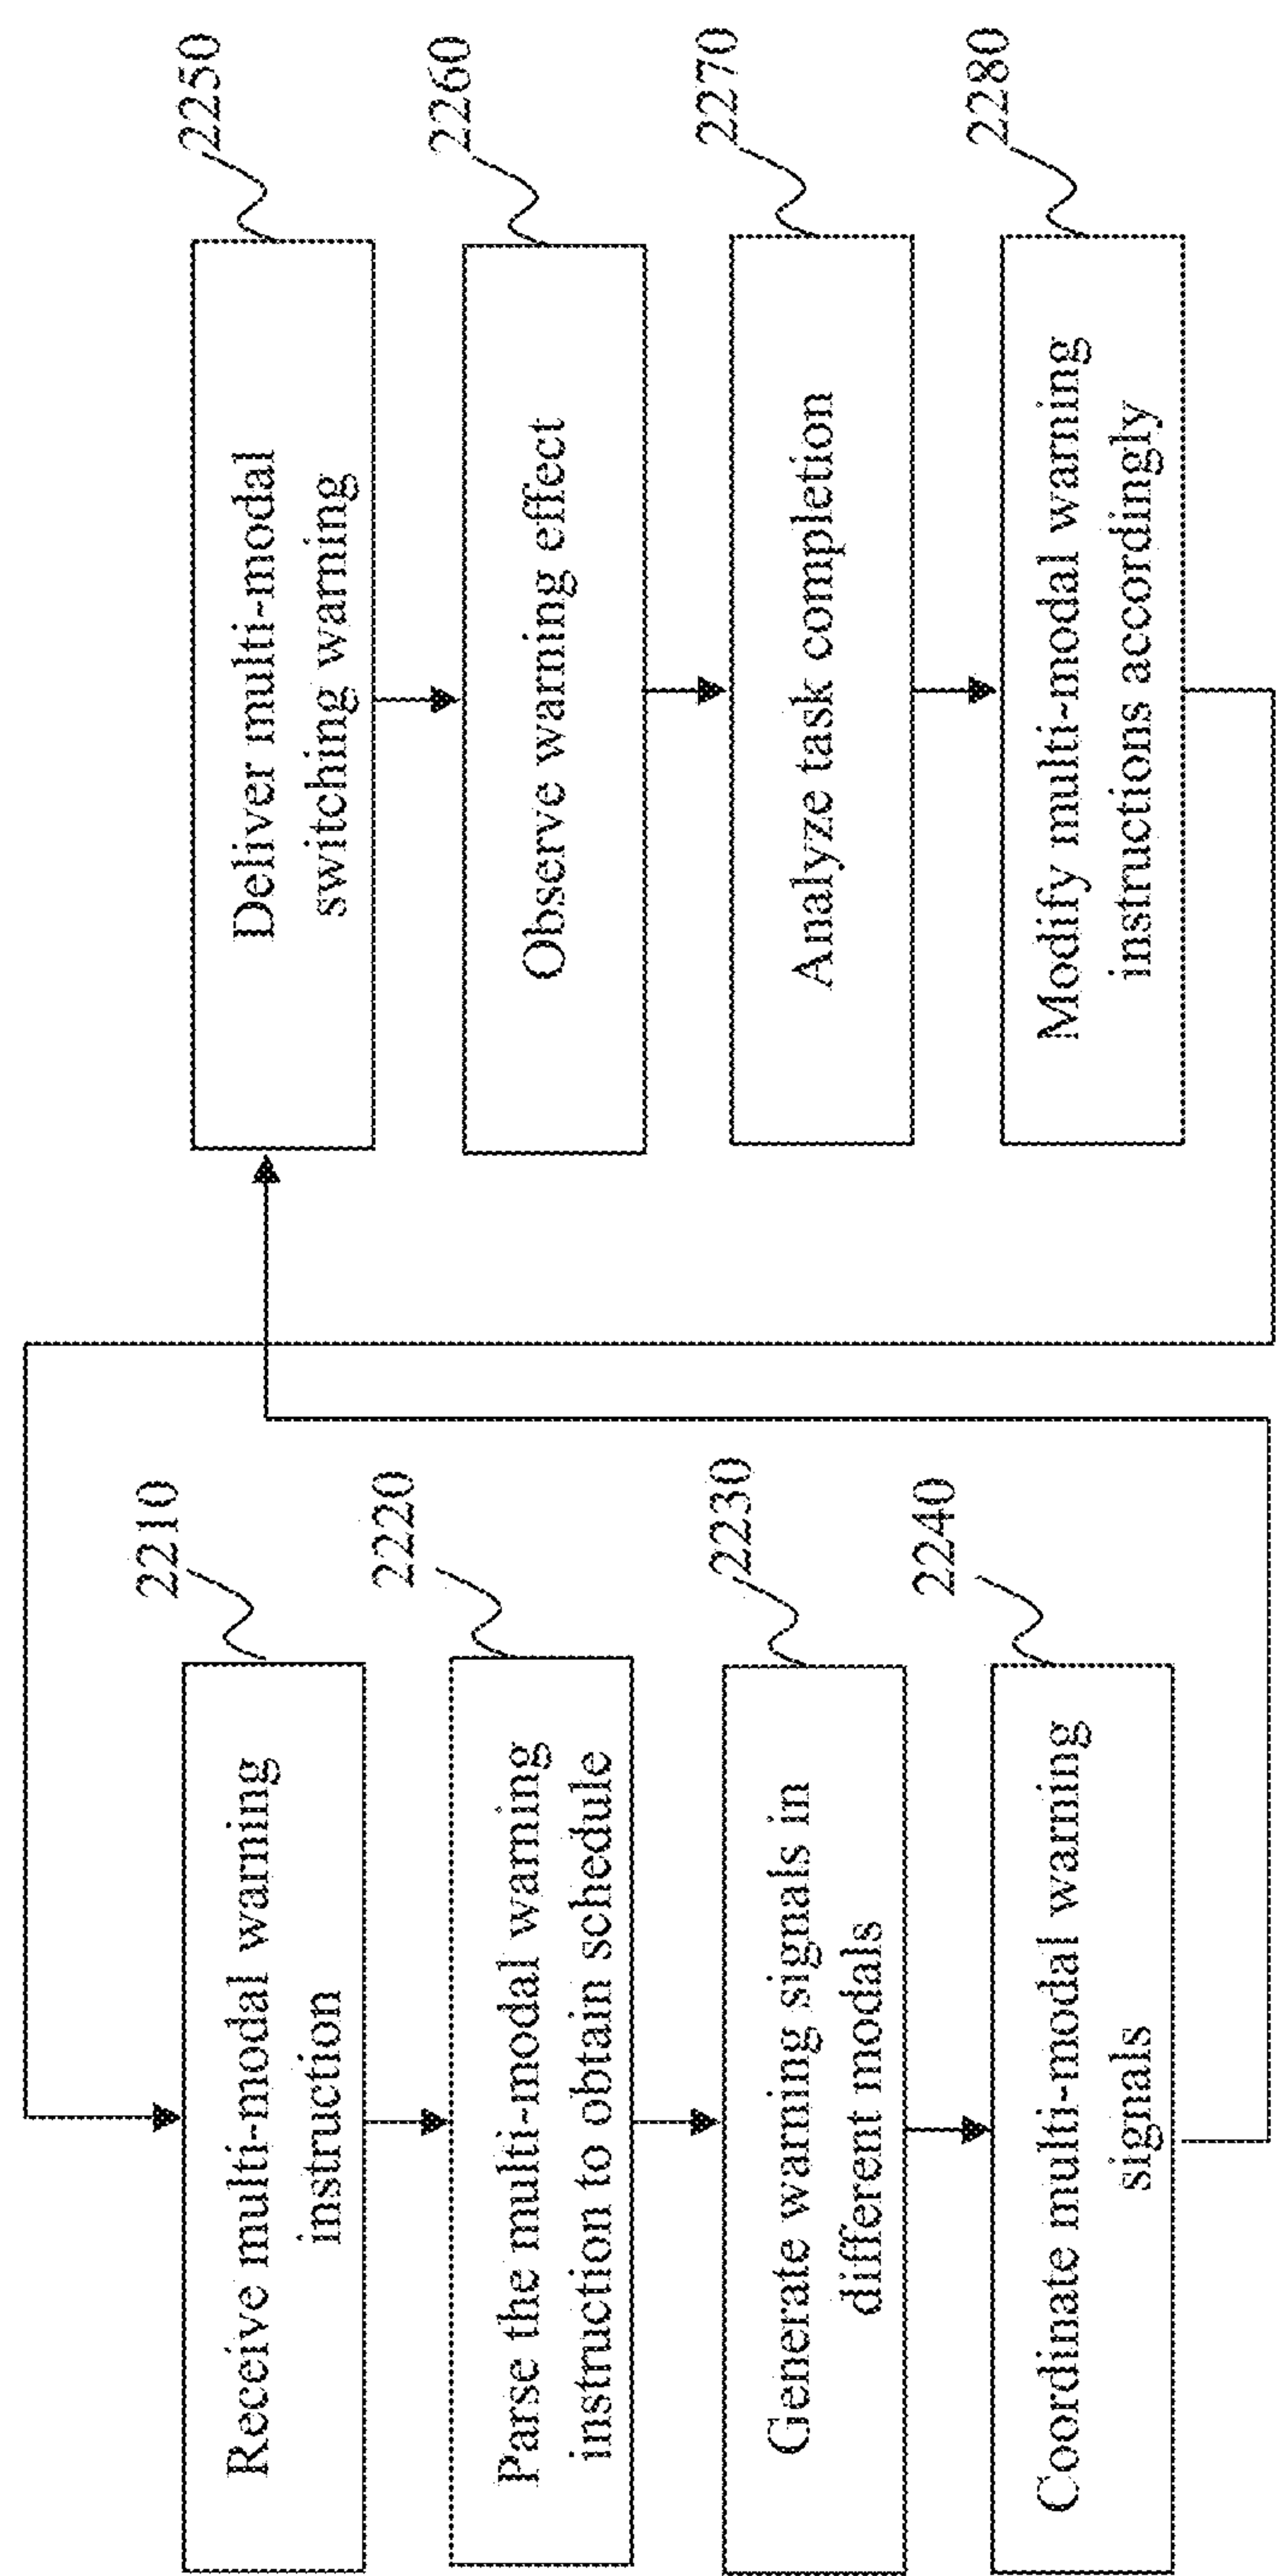 2210
Receive multi-modal warning
instruction
2220
Parse the multi-modal warning
instruction to obtain schedule
2230
Generate warning signals in
different modals
2240
Coordinate multi-modal warning
signals
2250
Deliver multi-modal
switching warning
2260
Observe warning effect
2270
Analyze task completion
2280
Modify multi-modal warning
instructions accordingly